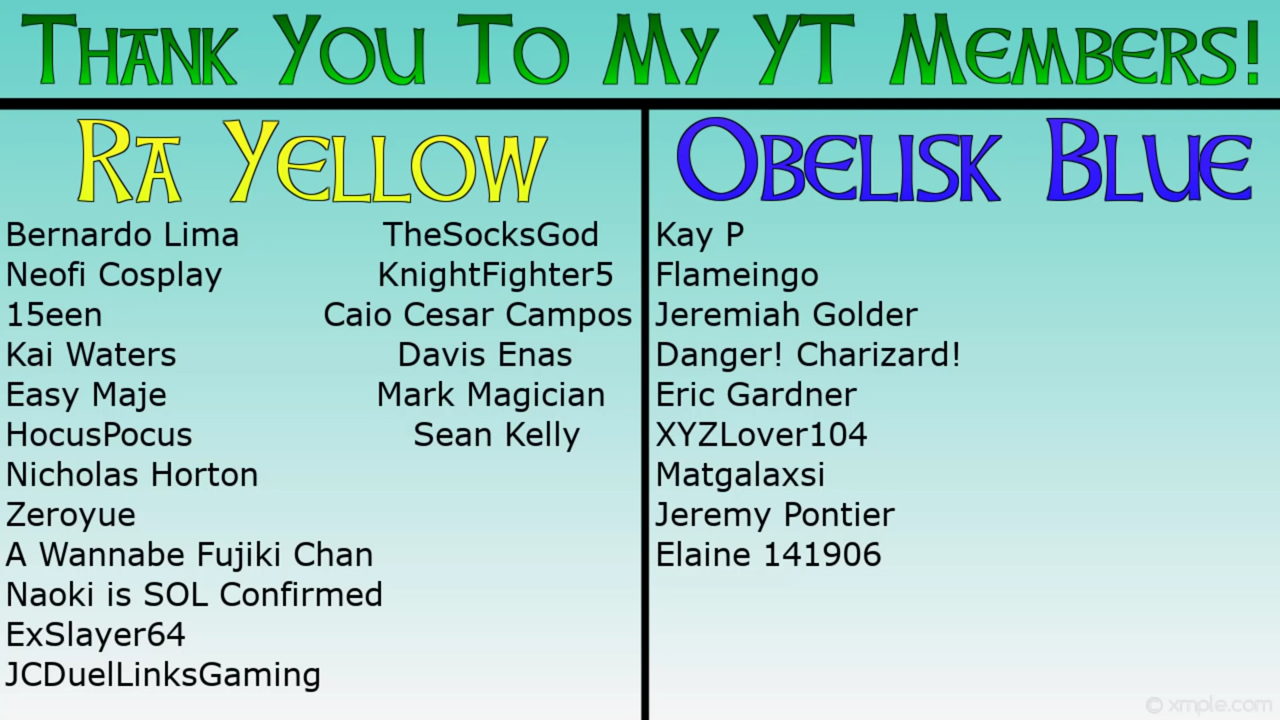 Thank You To My YT Members!
Ra Yellow
Bernardo Lima
Neofi Cosplay
15een
Kai Waters
Easy Maje
HocusPocus
Nicholas Horton
Zeroyue
A Wannabe Fujiki Chan
Naoki is SOL Confirmed
ExSlayer64
JCDuelLinksGaming
TheSocksGod
KnightFighter5
Caio Cesar Campos
Davis Enas
Mark Magician
Sean Kelly
Obelisk Blue
Kay P
Flameingo
Jeremiah Golder
Danger! Charizard!
Eric Gardner
XYZLover104
Matgalaxsi
Jeremy Pontier
Elaine 141906
© xmple.com